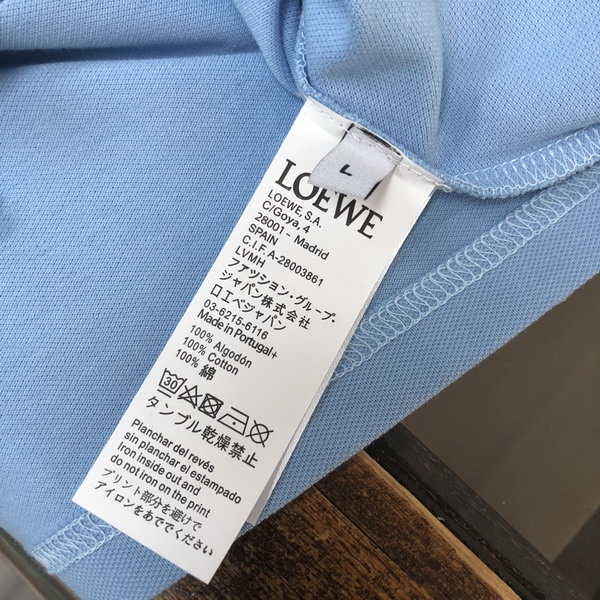 L
LOEWE
LOEWE, S.A.
C/Goya, 4
28001 - Madrid
SPAIN
C.I.F. A-28003861
LVMH
ファッション・グループ・
ジャパン株式会社
ロエベジャパン
03-6215-6116
Made in Portugal+
100% Algodón
100% Cotton
100% 綿
30
タンブル乾燥禁止
Planchar del revés
sin planchar el estampado
Iron inside out and
do not iron on the print
プリント部分を避けて
アイロンをあででください